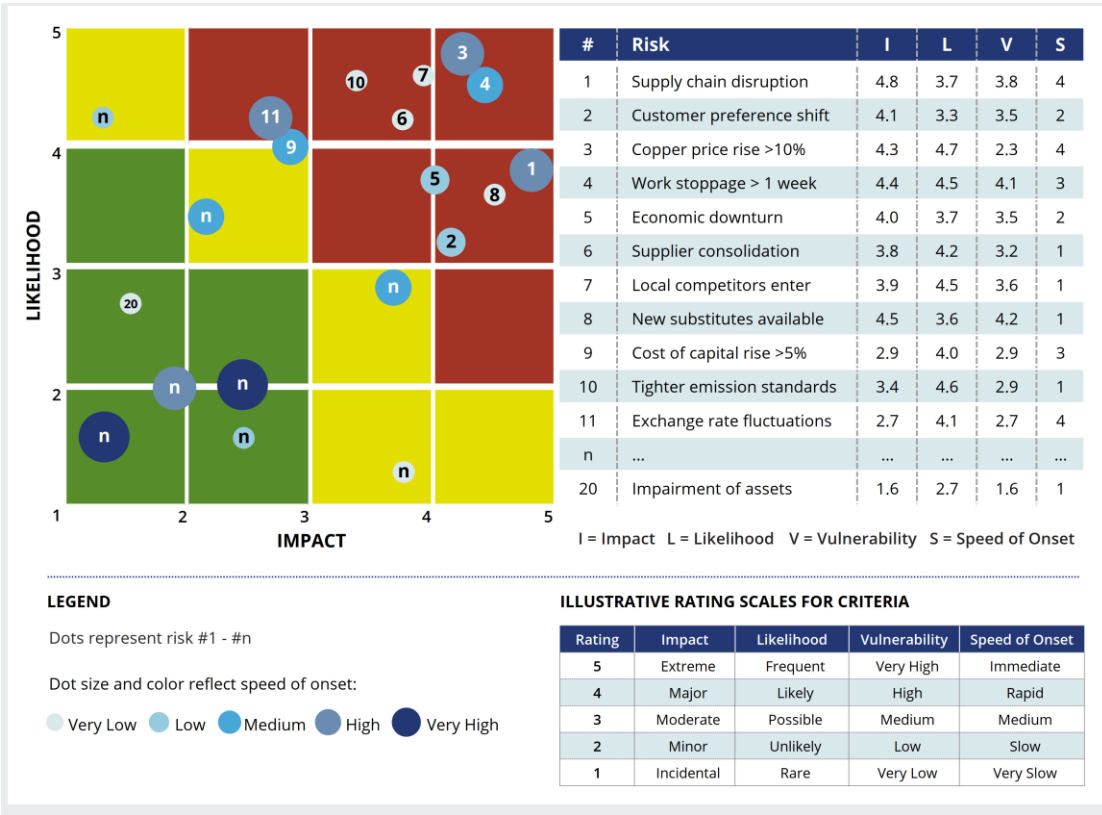 5
4
3
2
1
LIKELIHOOD
n
11
9
10
7
3
4
6
5
1
8
2
n
20
n
n
n
n
n
n
2
3
4
5
IMPACT
# Risk I L V S
1 Supply chain disruption 4.8 3.7 3.8 4
2 Customer preference shift 4.1 3.3 3.5 2
3 Copper price rise >10% 4.3 4.7 2.3 4
4 Work stoppage > 1 week 4.4 4.5 4.1 3
5 Economic downturn 4.0 3.7 3.5 2
6 Supplier consolidation 3.8 4.2 3.2 1
7 Local competitors enter 3.9 4.5 3.6 1
8 New substitutes available 4.5 3.6 4.2 1
9 Cost of capital rise >5% 2.9 4.0 2.9 3
10 Tighter emission standards 3.4 4.6 2.9 1
11 Exchange rate fluctuations 2.7 4.1 2.7 4
n ... ... ... ... ...
20 Impairment of assets 1.6 2.7 1.6 1
I = Impact L = Likelihood V = Vulnerability S = Speed of Onset
LEGEND
Dots represent risk #1 - #n
Dot size and color reflect speed of onset:
Very Low Low Medium High Very High
ILLUSTRATIVE RATING SCALES FOR CRITERIA
Rating Impact Likelihood Vulnerability Speed of Onset
5 Extreme Frequent Very High Immediate
4 Major Likely High Rapid
3 Moderate Possible Medium Medium
2 Minor Unlikely Low Slow
1 Incidental Rare Very Low Very Slow